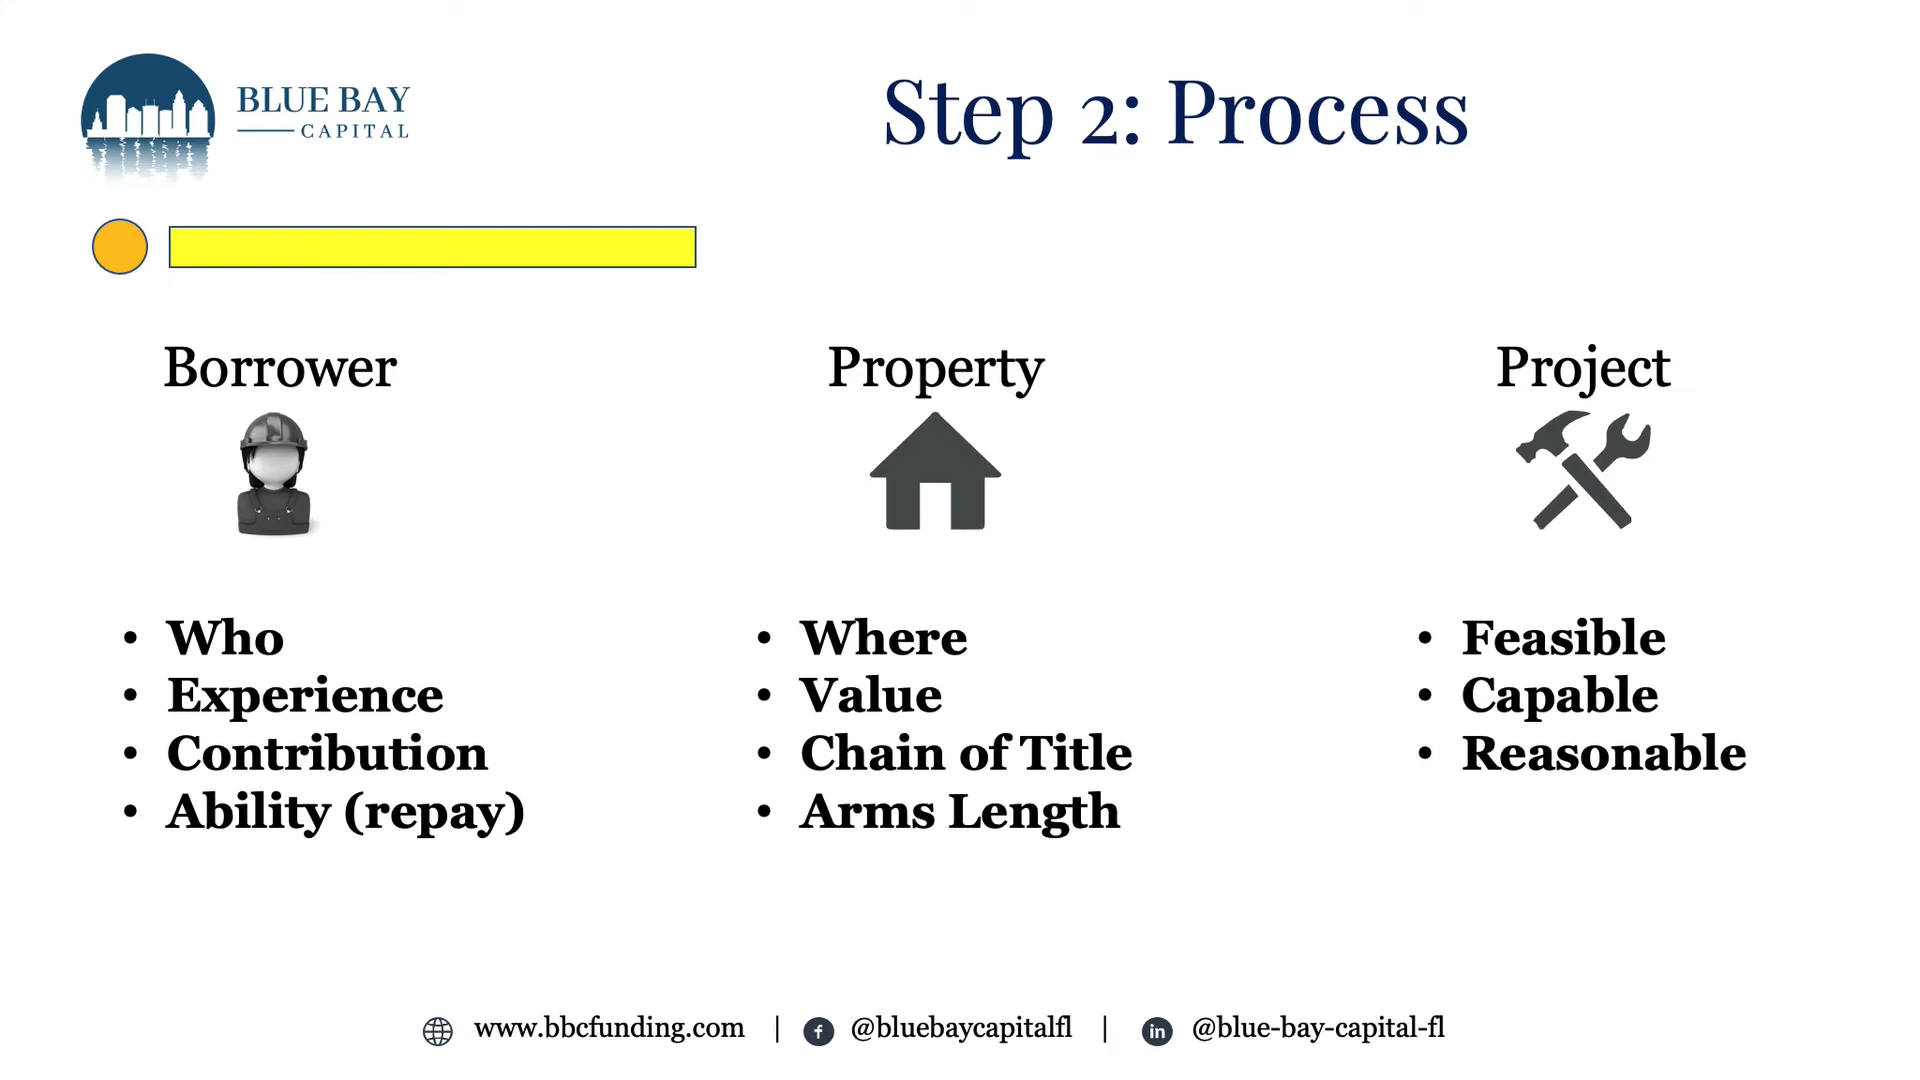 BLUE BAY
CAPITAL
Step 2: Process
Borrower
Property
Project
• Who
• Experience
• Contribution
• Ability (repay)
• Where
• Value
• Chain of Title
• Arms Length
• Feasible
• Capable
• Reasonable
www.bbcfunding.com | @bluebaycapitalfl | @blue-bay-capital-fl